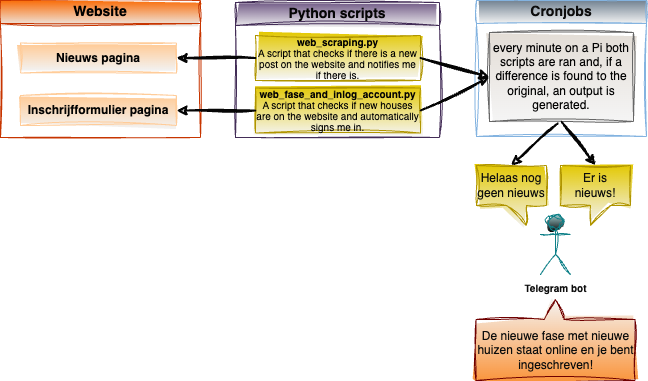 Website
Nieuws pagina
Inschrijfformulier pagina
Python scripts
web_scraping.py
A script that checks if there is a new
post on the website and notifies me
if there is.
web_fase_and_inlog_account.py
A script that checks if new houses
are on the website and automatically
signs me in.
Cronjobs
every minute on a Pi both
scripts are ran and, if a
difference is found to the
original, an output is
generated.
Helaas nog
geen nieuws
Er is
nieuws!
Telegram bot
De nieuwe fase met nieuwe
huizen staat online en je bent
ingeschreven!